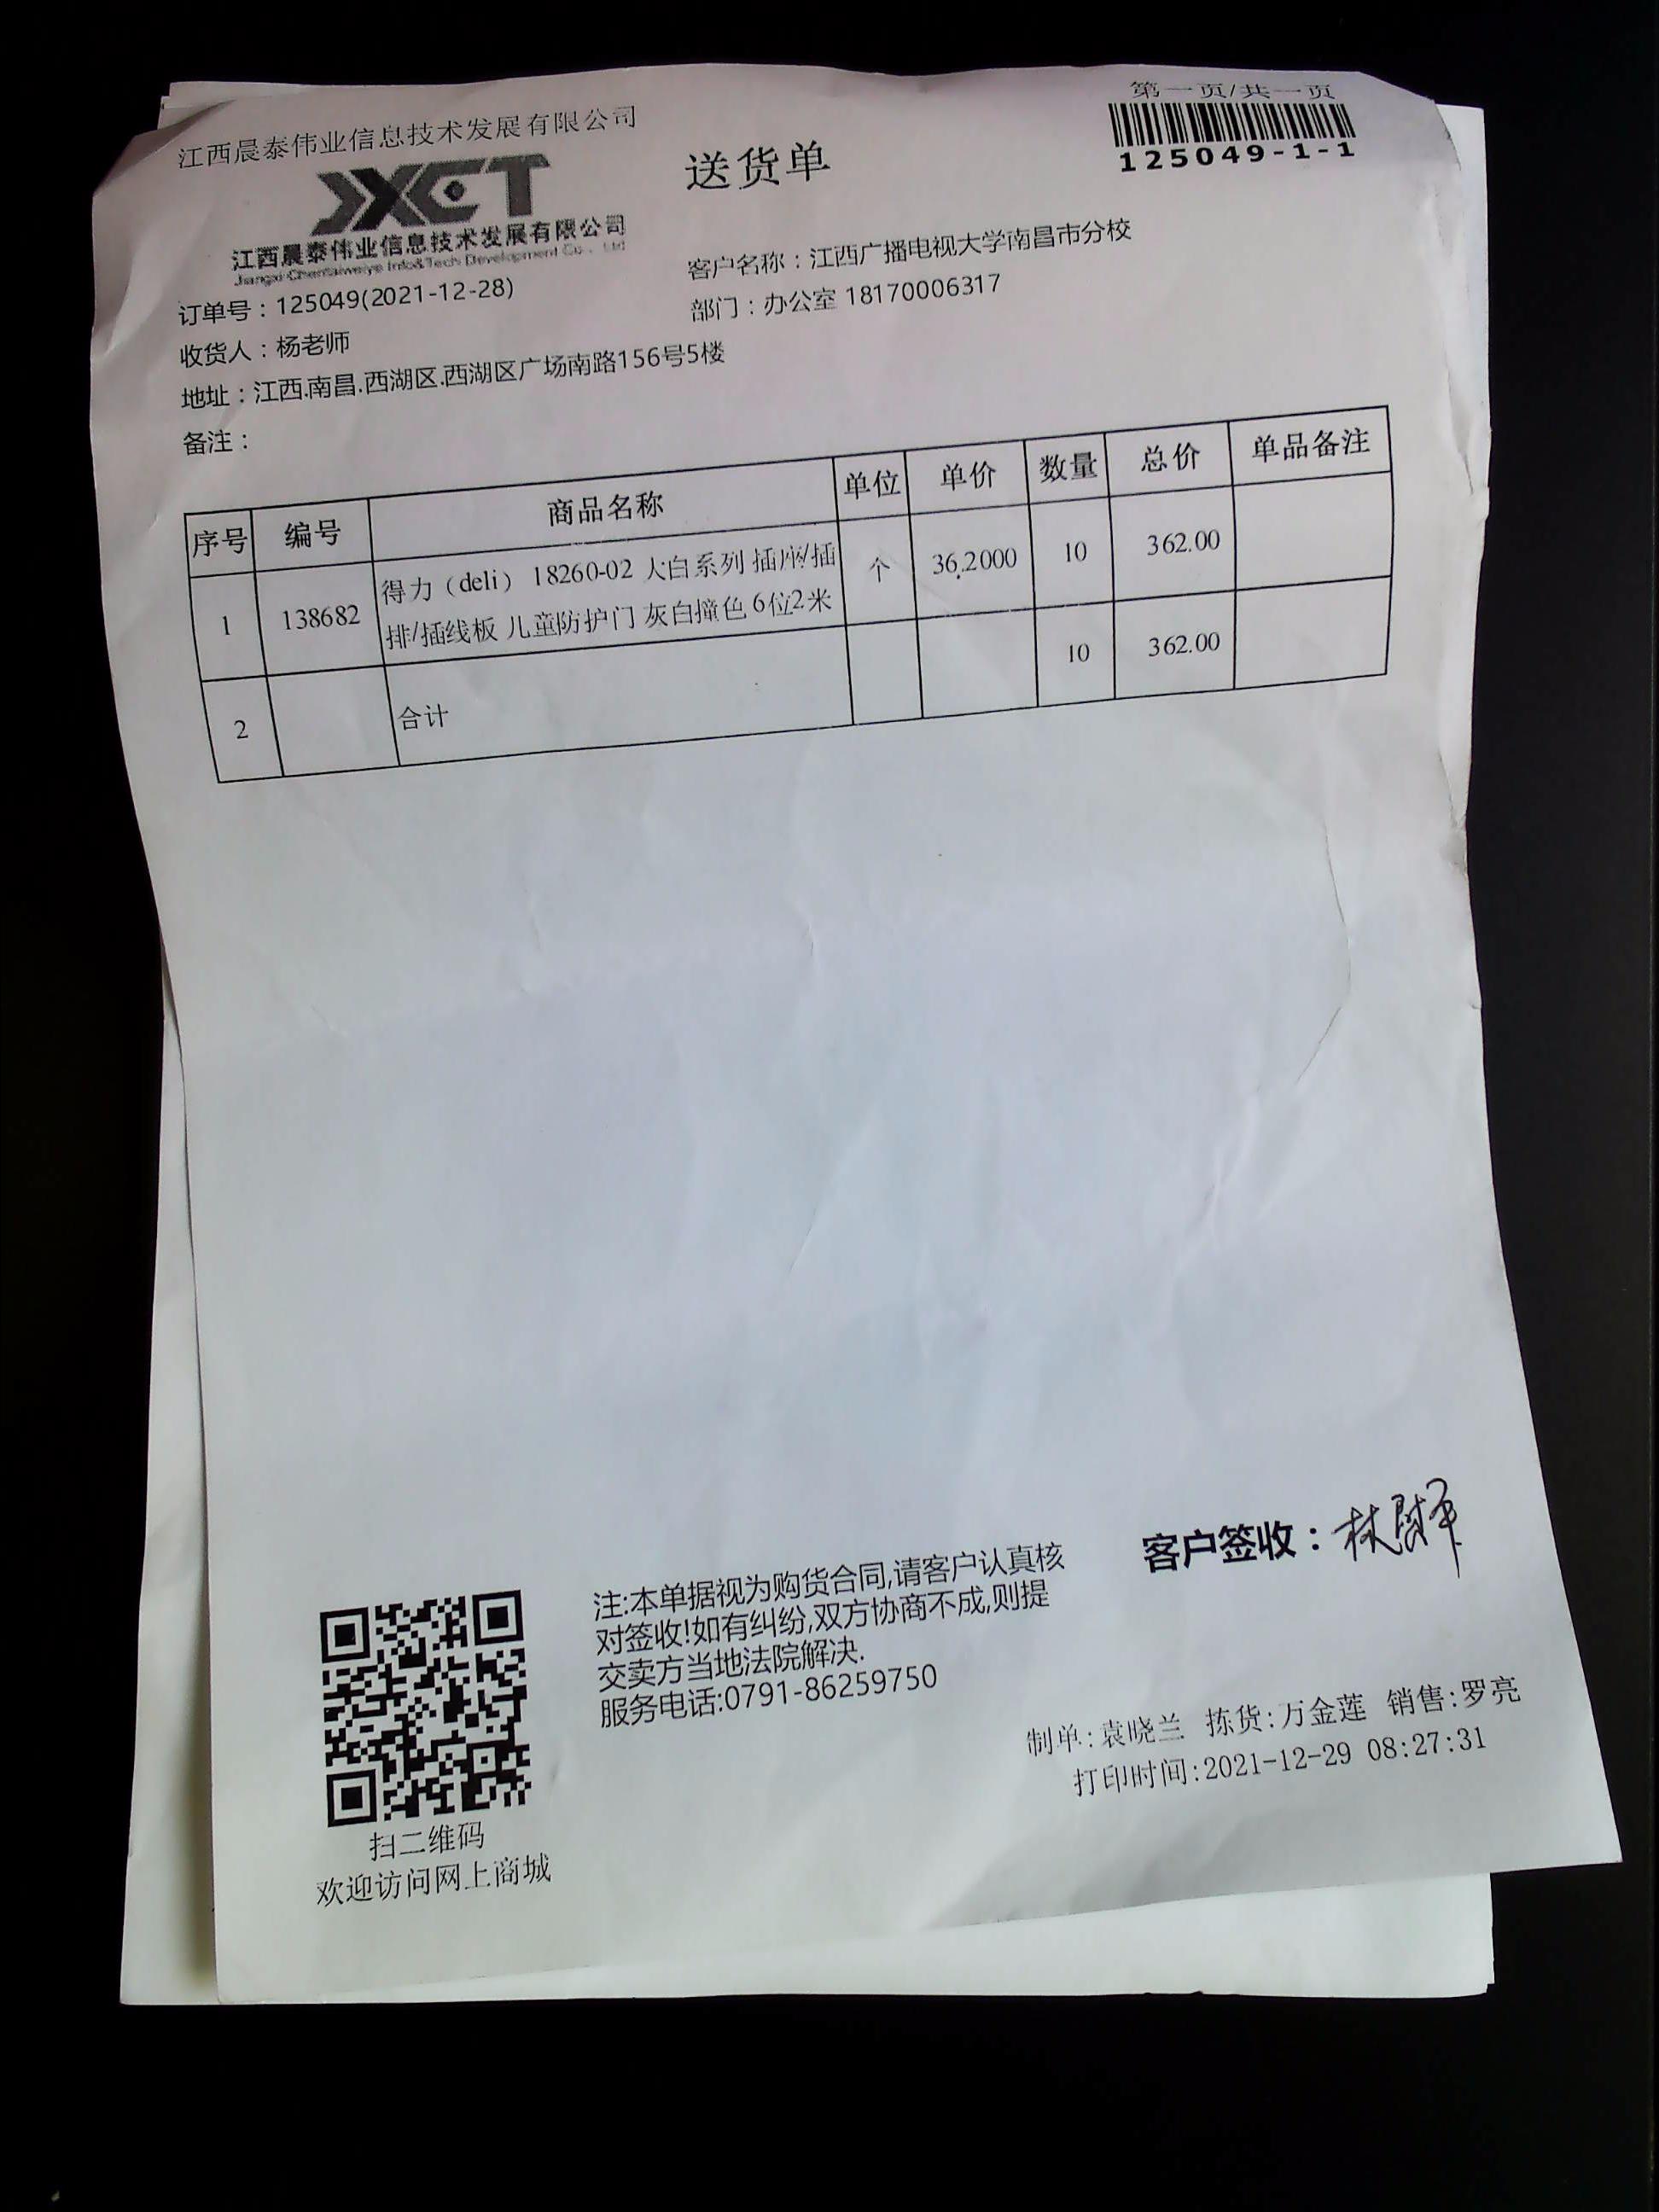 第一页/共一页
125049-1-1
江西晨泰伟业信息技术发展有限公司
送货单
JXCT
江西晨泰伟业信息技术发展有限公司
Jiangxi Chentaiweiye Info&Tech Development Co., Ltd
客户名称：江西广播电视大学南昌市分校
订单号：125049(2021-12-28)
部门：办公室 18170006317
收货人：杨老师
地址：江西.南昌.西湖区.西湖区广场南路156号5楼
备注：
序号 编号 商品名称 单位 单价 数量 总价 单品备注
1 138682 得力（deli） 18260-02 大白系列 插座/插 个 36.2000 10 362.00
排/插线板 儿童防护门 灰白撞色 6位2米
2 合计 10 362.00
客户签收：
注:本单据视为购货合同,请客户认真核
对签收!如有纠纷,双方协商不成,则提
交卖方当地法院解决.
服务电话:0791-86259750
制单:袁晓兰 拣货:万金莲 销售:罗亮
打印时间:2021-12-29 08:27:31
扫二维码
欢迎访问网上商城